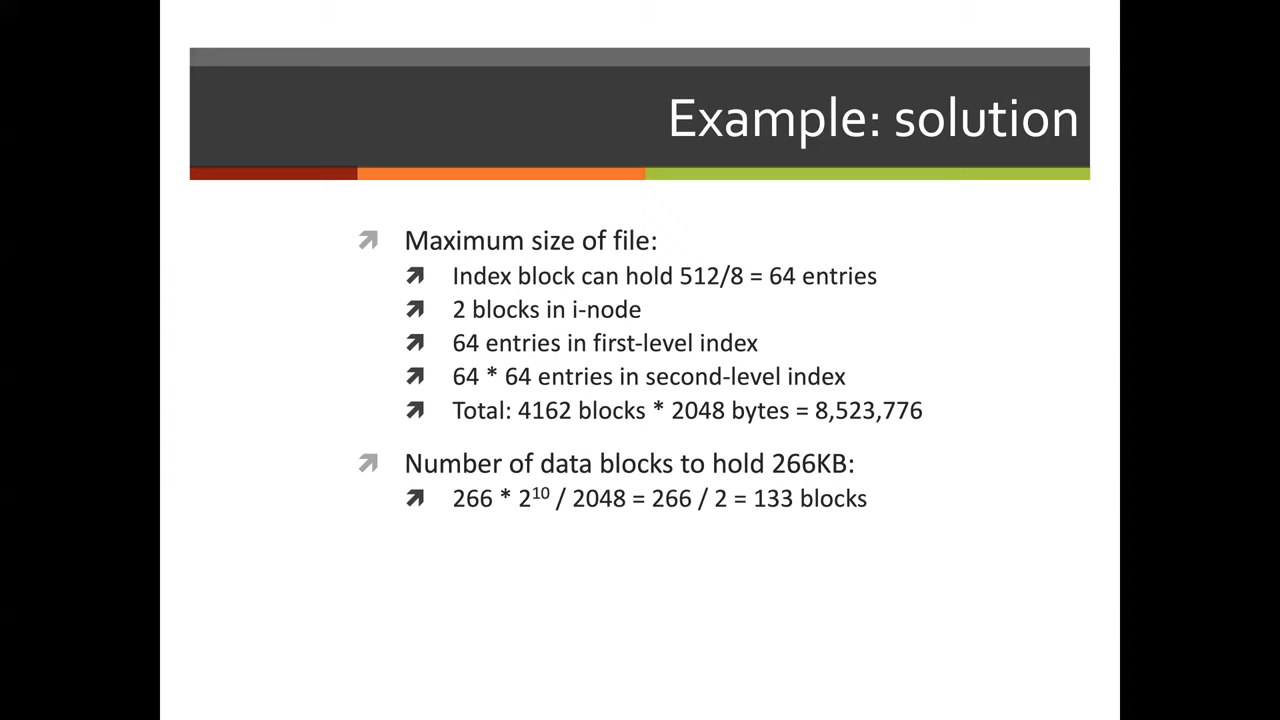 Example: solution
Maximum size of file:
Index block can hold 512/8 = 64 entries
2 blocks in i-node
64 entries in first-level index
64 * 64 entries in second-level index
Total: 4162 blocks * 2048 bytes = 8,523,776
Number of data blocks to hold 266KB:
266 * 2¹⁰ / 2048 = 266 / 2 = 133 blocks